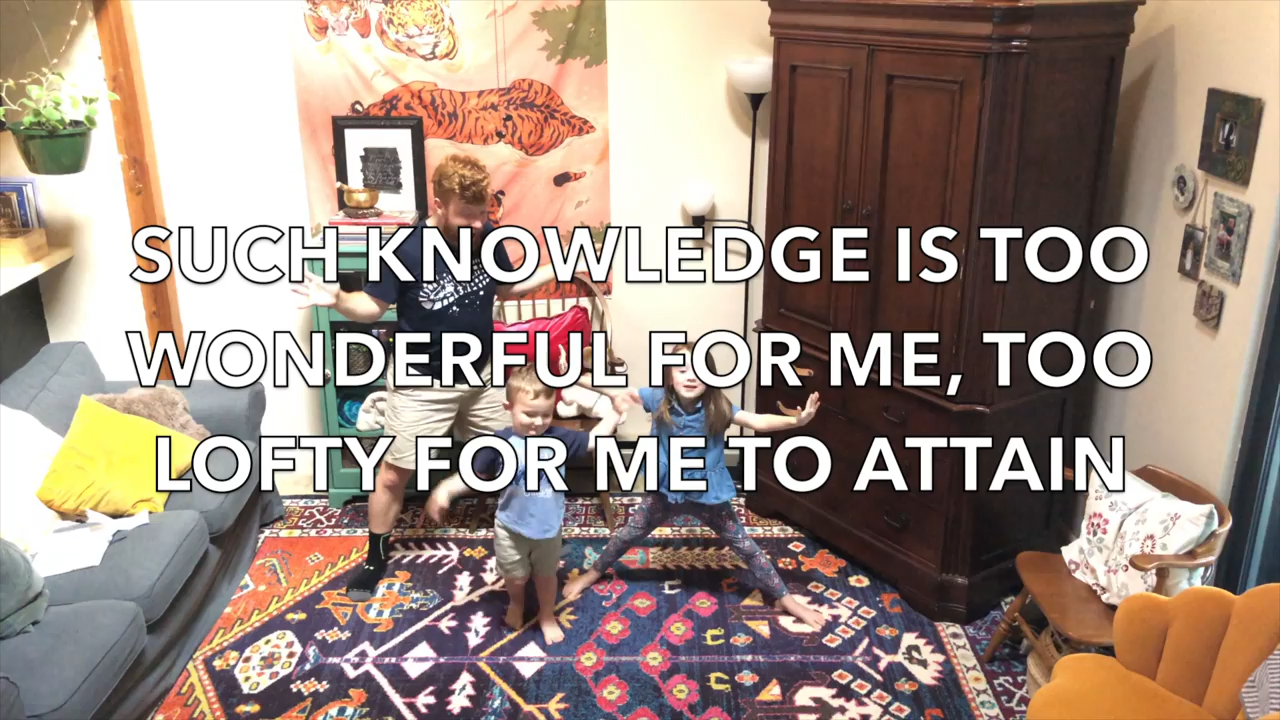 SUCH KNOWLEDGE IS TOO
WONDERFUL FOR ME, TOO
LOFTY FOR ME TO ATTAIN